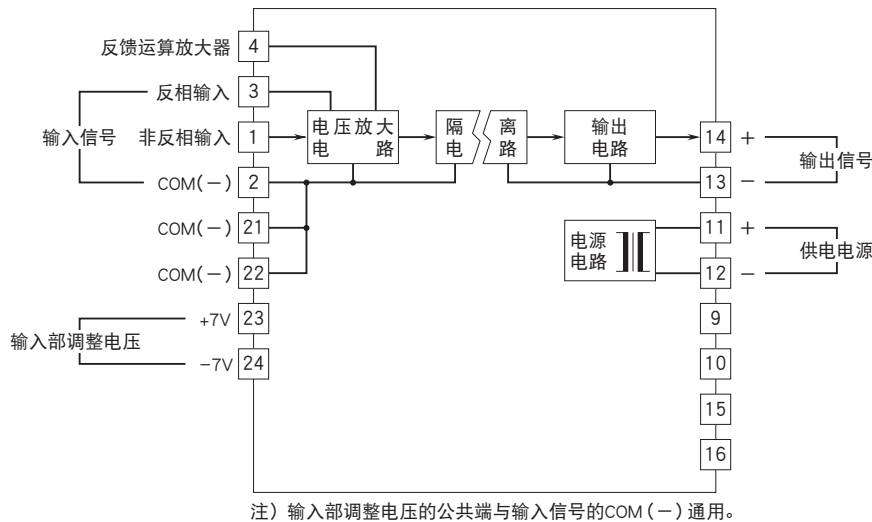 反馈运算放大器 4
反相输入 3
输入信号
非反相输入 1
电压放大
电 路
隔 离
电 路
输出
电路
14 +
输出信号
COM(-) 2
13 -
COM(-) 21
电源
电路
11 +
供电电源
COM(-) 22
12 -
+7V 23
9
输入部调整电压
-7V 24
10
15
16
注）输入部调整电压的公共端与输入信号的COM(-)通用。